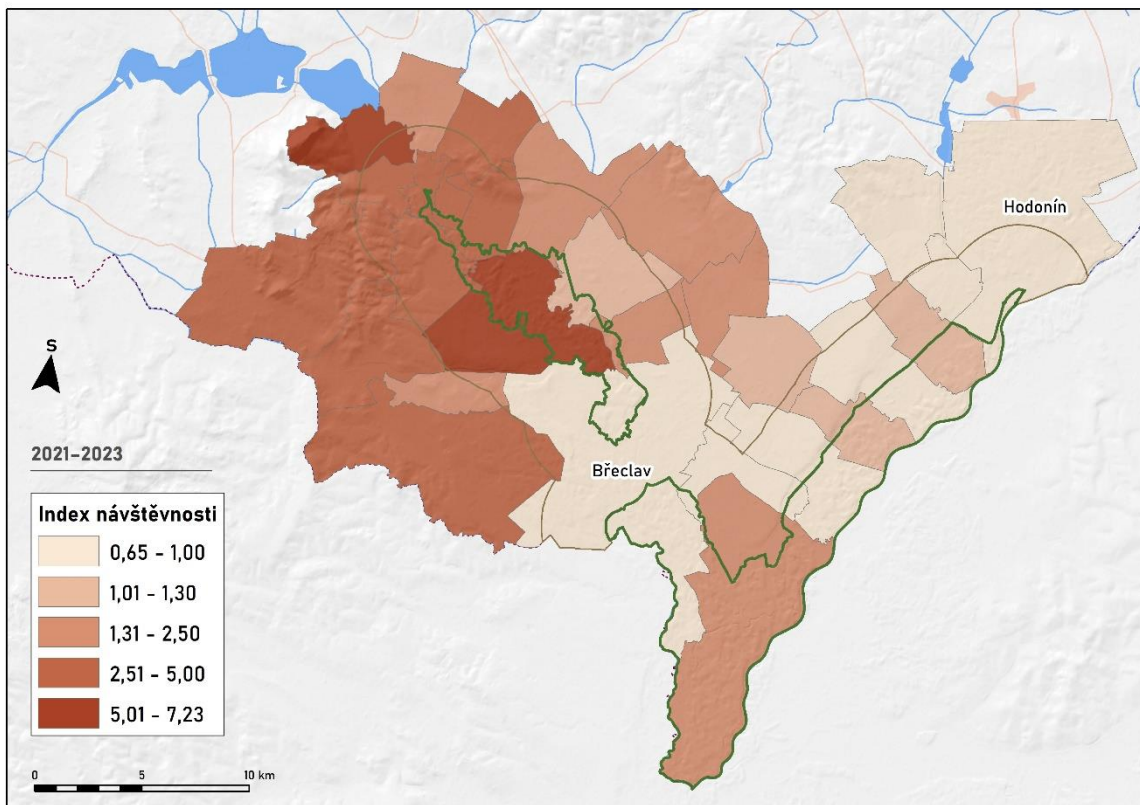 Hodonín
S
Břeclav
2021–2023
Index návštěvnosti
0,65 – 1,00
1,01 – 1,30
1,31 – 2,50
2,51 – 5,00
5,01 – 7,23
0 5 10 km